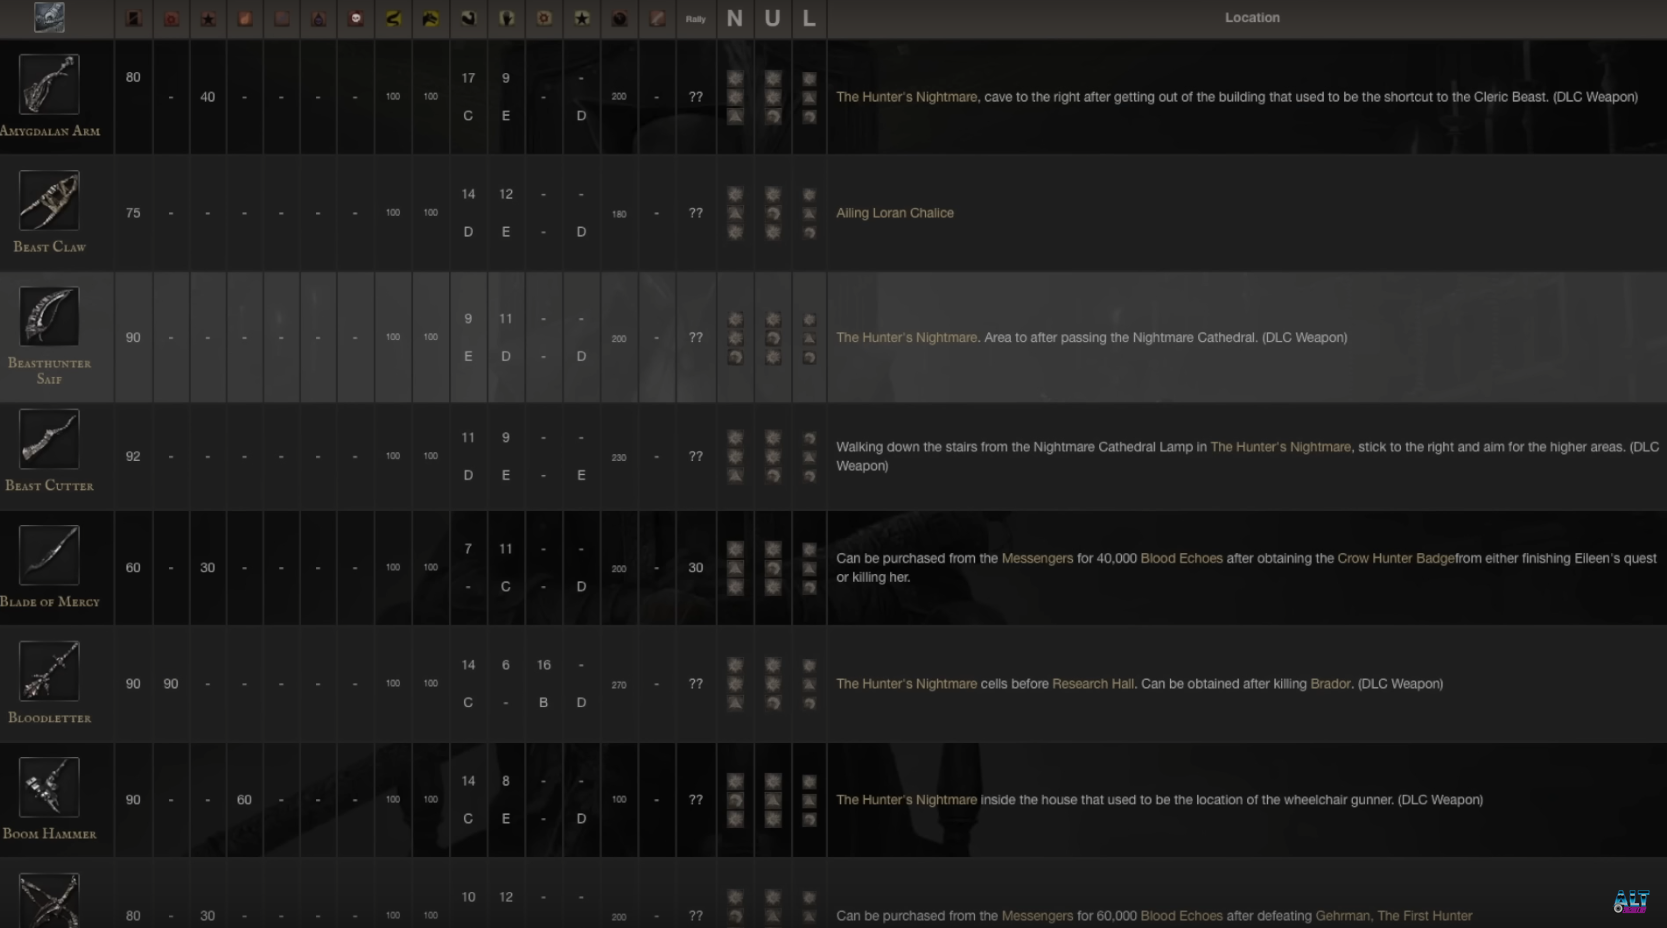 Rally N U L Location
80 - 40 - - - - 100 100 17 9 - - 200 - ?? The Hunter's Nightmare, cave to the right after getting out of the building that used to be the shortcut to the Cleric Beast. (DLC Weapon)
C E D
Amygdalan Arm
75 - - - - - - 100 100 14 12 - - 180 - ?? Ailing Loran Chalice
D E - D
Beast Claw
90 - - - - - - 100 100 9 11 - - 200 - ?? The Hunter's Nightmare. Area to after passing the Nightmare Cathedral. (DLC Weapon)
E D - D
Beasthunter
Saif
92 - - - - - - 100 100 11 9 - - 230 - ?? Walking down the stairs from the Nightmare Cathedral Lamp in The Hunter's Nightmare, stick to the right and aim for the higher areas. (DLC
Weapon)
D E - E
Beast Cutter
60 - 30 - - - - 100 100 7 11 - - 200 - 30 Can be purchased from the Messengers for 40,000 Blood Echoes after obtaining the Crow Hunter Badgefrom either finishing Eileen's quest
or killing her.
- C - D
Blade of Mercy
90 90 - - - - - 100 100 14 6 16 - 270 - ?? The Hunter's Nightmare cells before Research Hall. Can be obtained after killing Brador. (DLC Weapon)
C - B D
Bloodletter
90 - - 60 - - - 100 100 14 8 - - 100 - ?? The Hunter's Nightmare inside the house that used to be the location of the wheelchair gunner. (DLC Weapon)
C E - D
Boom Hammer
80 - 30 - - - - 100 100 10 12 - - 200 - ?? Can be purchased from the Messengers for 60,000 Blood Echoes after defeating Gehrman, The First Hunter
ALT